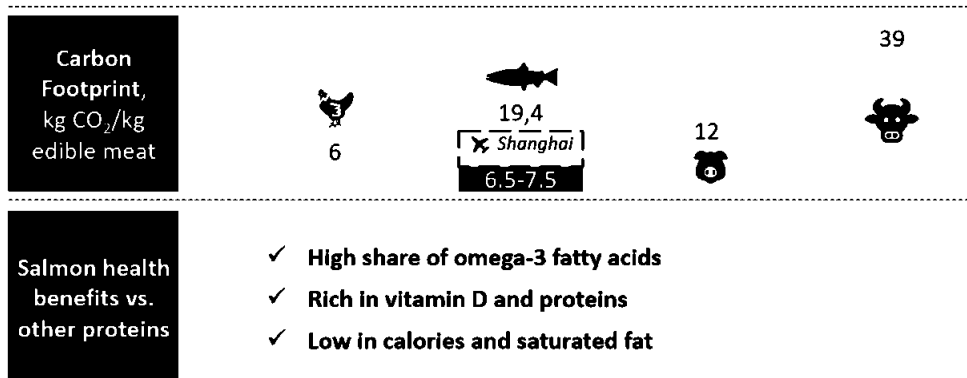 Carbon
Footprint,
kg CO₂/kg
edible meat
3
6
19,4
Shanghai
6.5-7.5
12
39
Salmon health
benefits vs.
other proteins
✓ High share of omega-3 fatty acids
✓ Rich in vitamin D and proteins
✓ Low in calories and saturated fat